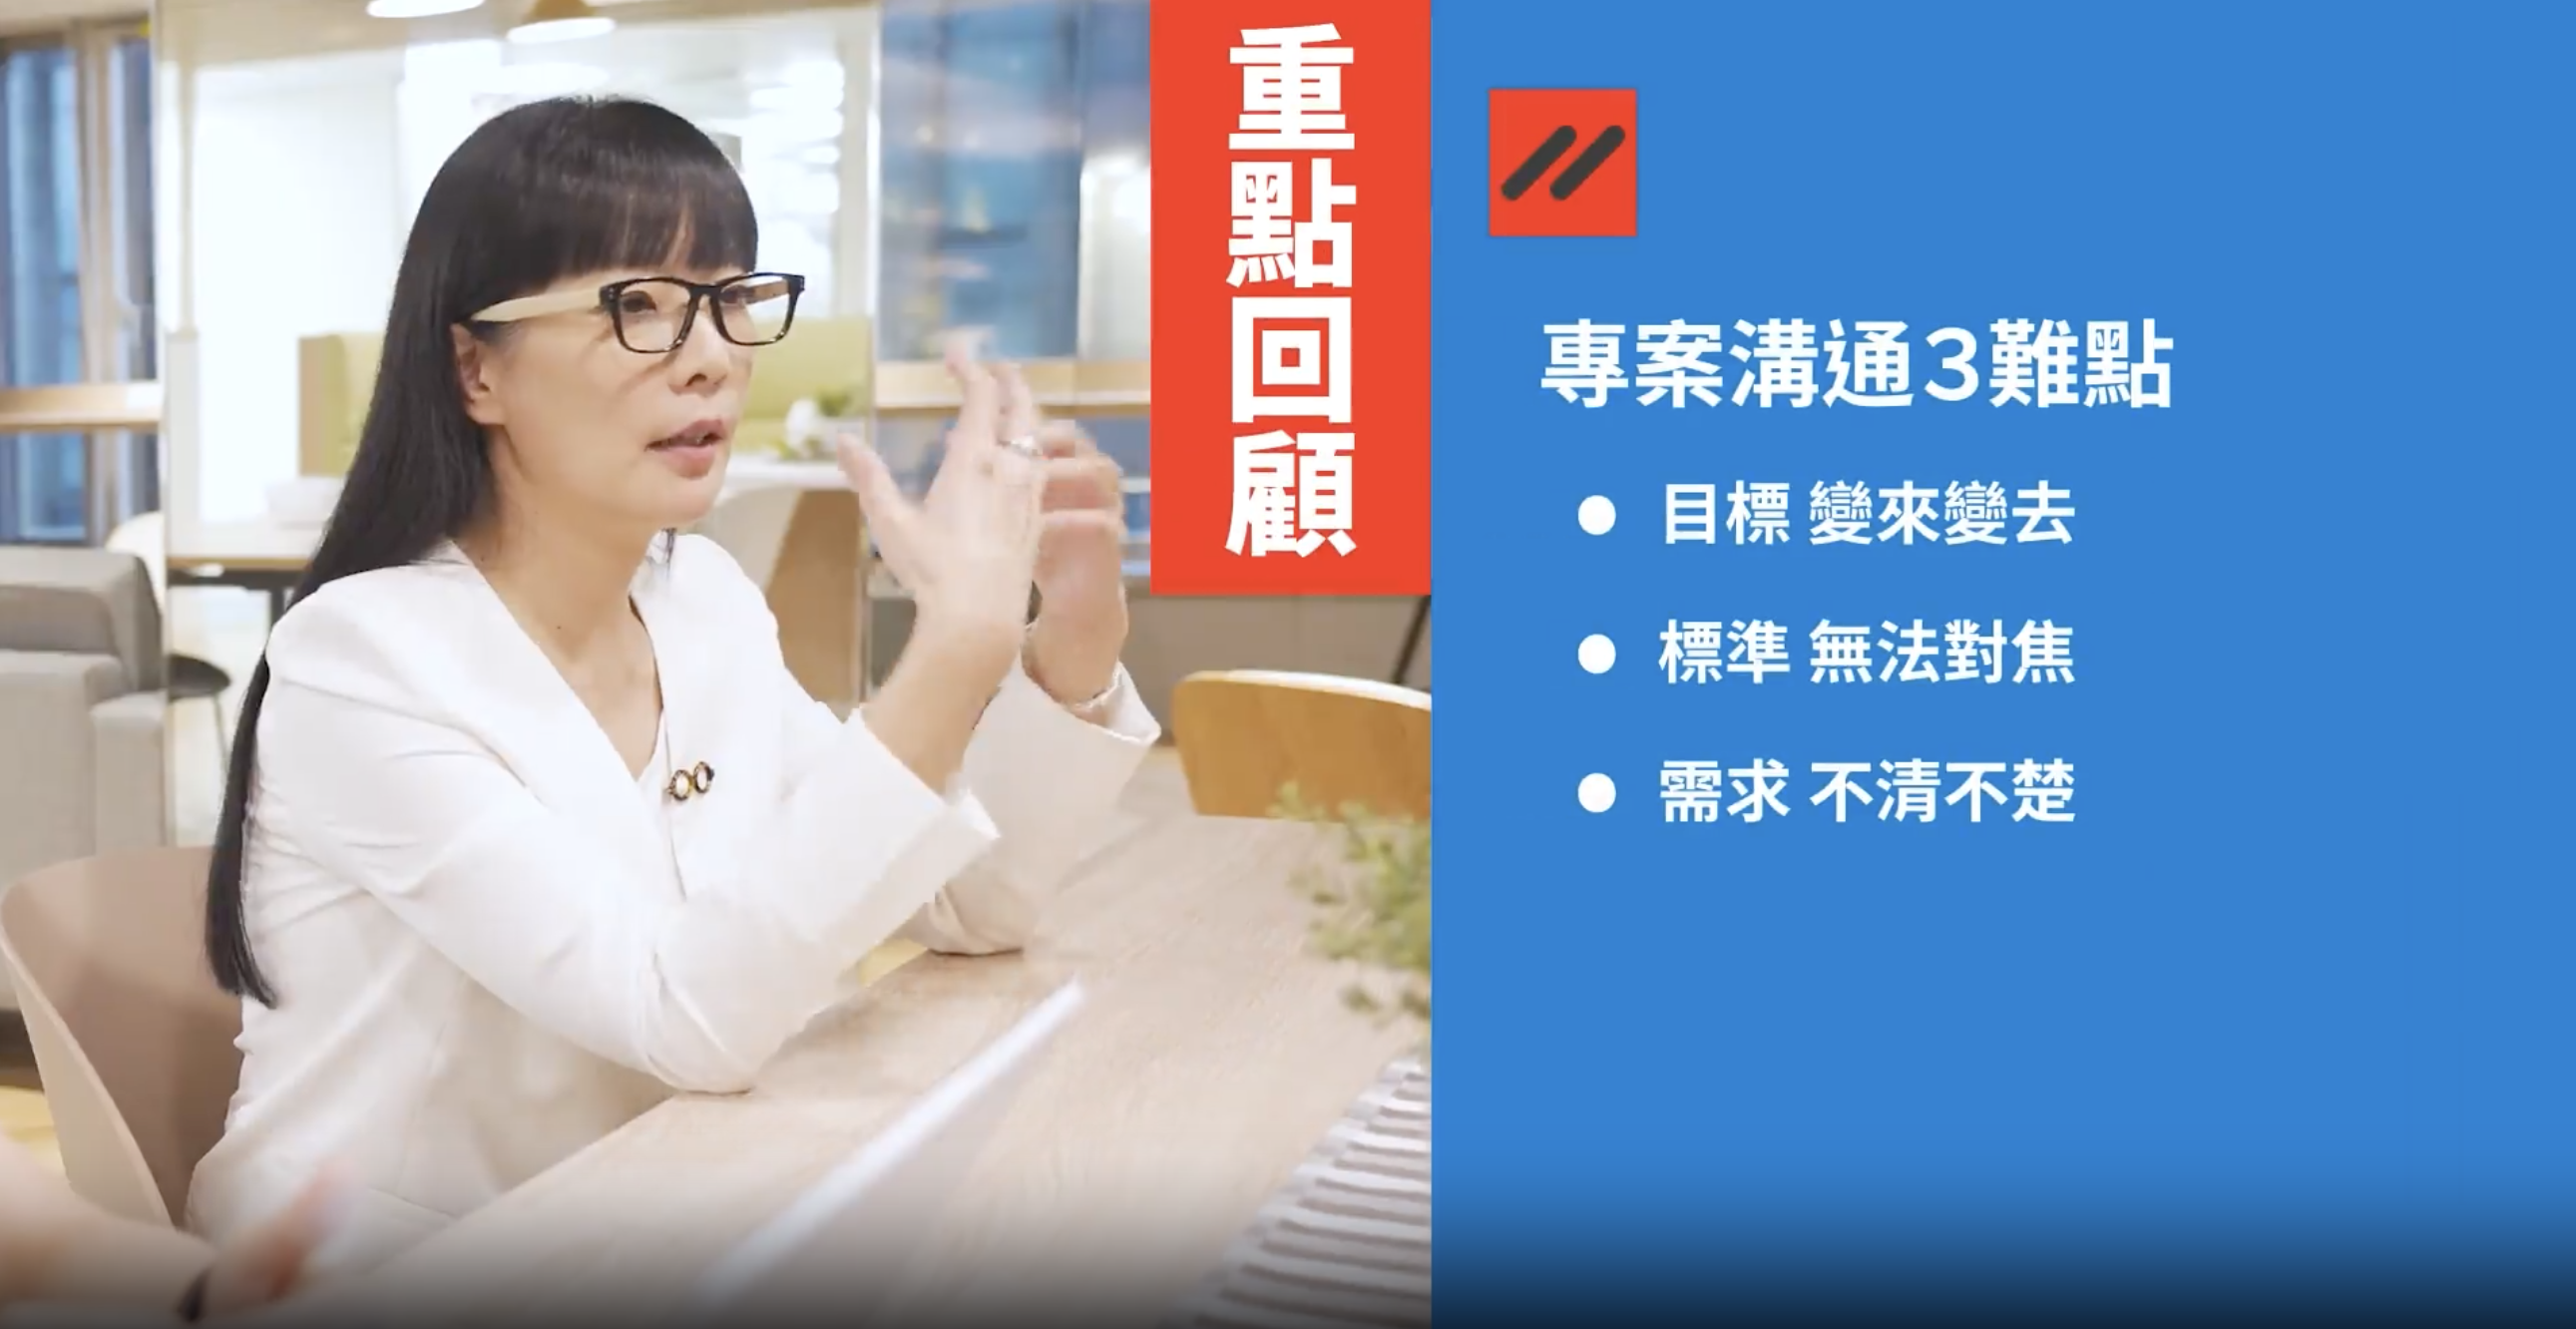 重點回顧
專案溝通3難點
目標 變來變去
標準 無法對焦
需求 不清不楚